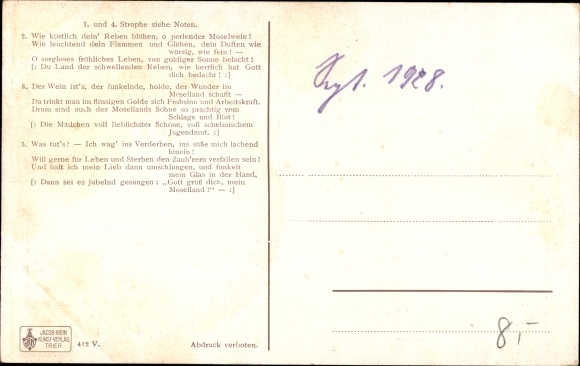 1. und 4. Strophe siehe Noten.
2. Wie köstlich dein' Reben blühen, o perlender Moselwein!
Wie leuchtend dein Flammen und Glühen, dein Duften wie
würzig, wie fein! —
O sorgloses fröhliches Leben, von goldiger Sonne belacht!
[: Du Land der schwellenden Reben, wie herrlich hat Gott
dich bedacht! :]
3. Der Wein ist's, der funkelnde, holde, der Wunder im
Moselland schafft —
Da trinkt man im flüssigen Golde sich Frohsinn und Arbeitskraft.
Drum sind auch des Mosellands Söhne so prächtig vom
Schlage und Blut!
[: Die Mädchen voll lieblichster Schöne, voll schelmischem
Jugendmut. :]
5. Was tut's? — Ich wag' ins Verderben, ins süße mich lachend
hinein!
Will gerne für Leben und Sterben den Zaub'rern verfallen sein!
Und halt ich mein Lieb dann umschlungen, und funkelt
mein Glas in der Hand,
[: Dann sei es jubelnd gesungen: „Gott grüß dich, mein
Moselland!" — :]
JACOB KRON
KUNST-VERLAG
TRIER
412 V.
Abdruck verboten.
Sept. 1928.
8,-